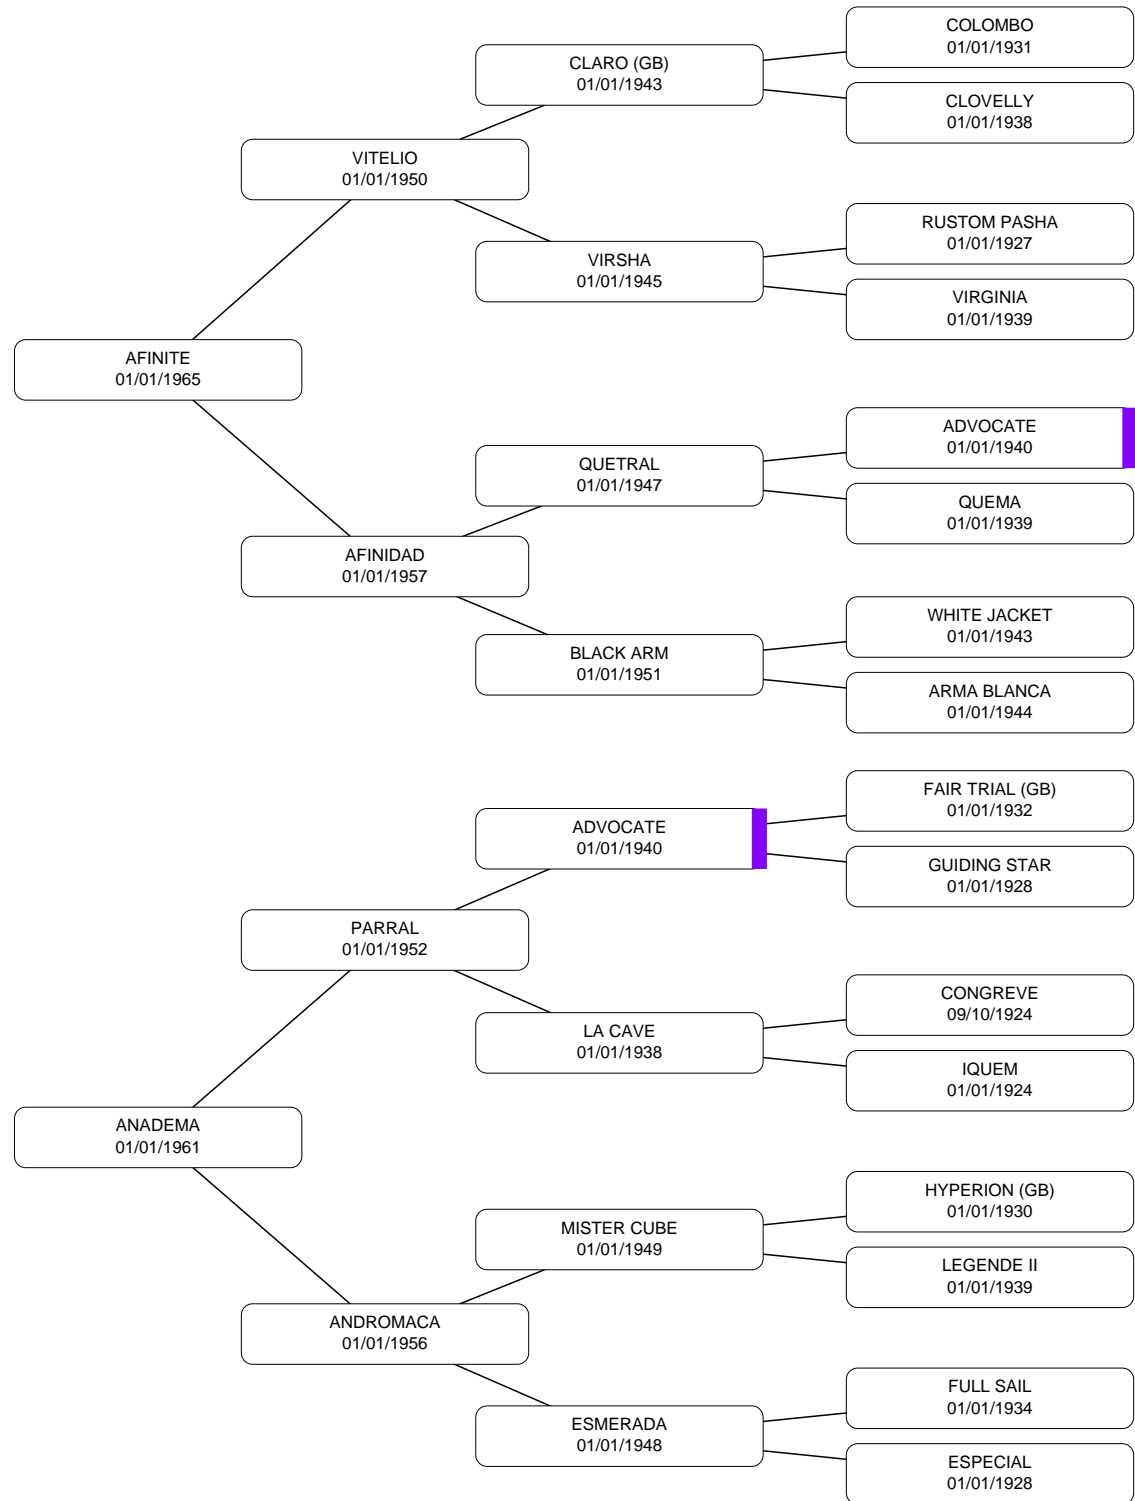 COLOMBO
01/01/1931
CLARO (GB)
01/01/1943
CLOVELLY
01/01/1938
VITELIO
01/01/1950
RUSTOM PASHA
01/01/1927
VIRSHA
01/01/1945
VIRGINIA
01/01/1939
AFINITE
01/01/1965
ADVOCATE
01/01/1940
QUETRAL
01/01/1947
QUEMA
01/01/1939
AFINIDAD
01/01/1957
WHITE JACKET
01/01/1943
BLACK ARM
01/01/1951
ARMA BLANCA
01/01/1944
FAIR TRIAL (GB)
01/01/1932
ADVOCATE
01/01/1940
GUIDING STAR
01/01/1928
PARRAL
01/01/1952
CONGREVE
09/10/1924
LA CAVE
01/01/1938
IQUEM
01/01/1924
ANADEMA
01/01/1961
HYPERION (GB)
01/01/1930
MISTER CUBE
01/01/1949
LEGENDE II
01/01/1939
ANDROMACA
01/01/1956
FULL SAIL
01/01/1934
ESMERADA
01/01/1948
ESPECIAL
01/01/1928